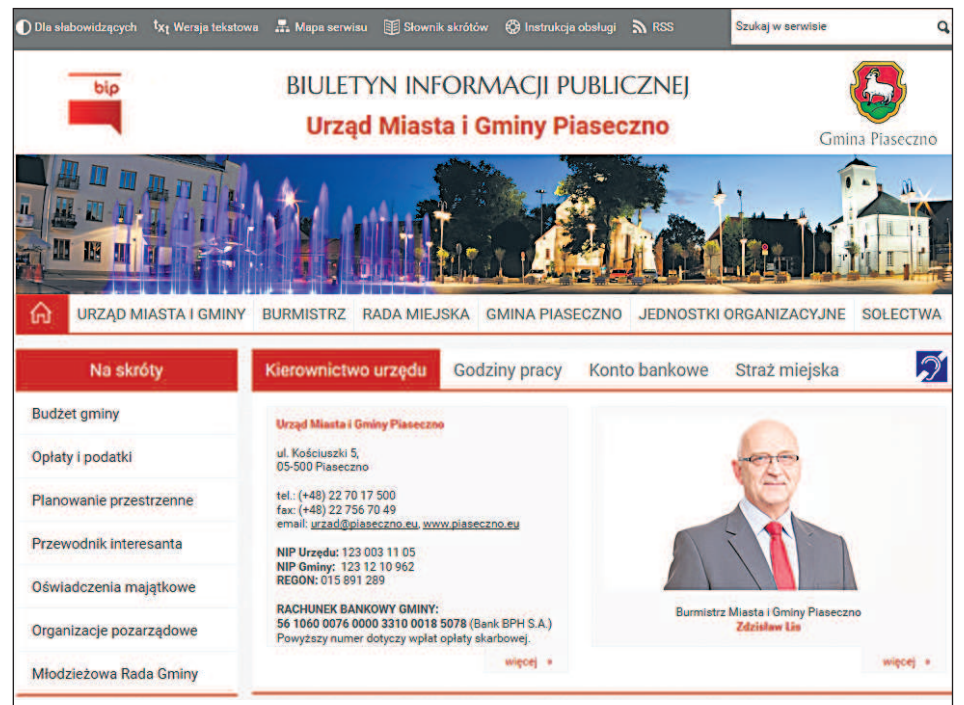 Dla słabowidzących txt Wersja tekstowa Mapa serwisu Słownik skrótów Instrukcja obsługi RSS Szukaj w serwisie
bip
BIULETYN INFORMACJI PUBLICZNEJ
Urząd Miasta i Gminy Piaseczno
Gmina Piaseczno
URZĄD MIASTA I GMINY BURMISTRZ RADA MIEJSKA GMINA PIASECZNO JEDNOSTKI ORGANIZACYJNE SOŁECTWA
Na skróty
Budżet gminy
Opłaty i podatki
Planowanie przestrzenne
Przewodnik interesanta
Oświadczenia majątkowe
Organizacje pozarządowe
Młodzieżowa Rada Gminy
Kierownictwo urzędu Godziny pracy Konto bankowe Straż miejska
Urząd Miasta i Gminy Piaseczno
ul. Kościuszki 5,
05-500 Piaseczno
tel.: (+48) 22 70 17 500
fax: (+48) 22 756 70 49
email: urzad@piaseczno.eu, www.piaseczno.eu
NIP Urzędu: 123 003 11 05
NIP Gminy: 123 12 10 962
REGON: 015 891 289
RACHUNEK BANKOWY GMINY:
56 1060 0076 0000 3310 0018 5078 (Bank BPH S.A.)
Powyższy numer dotyczy wpłat opłaty skarbowej.
więcej »
Burmistrz Miasta i Gminy Piaseczno
Zdzisław Lis
więcej »